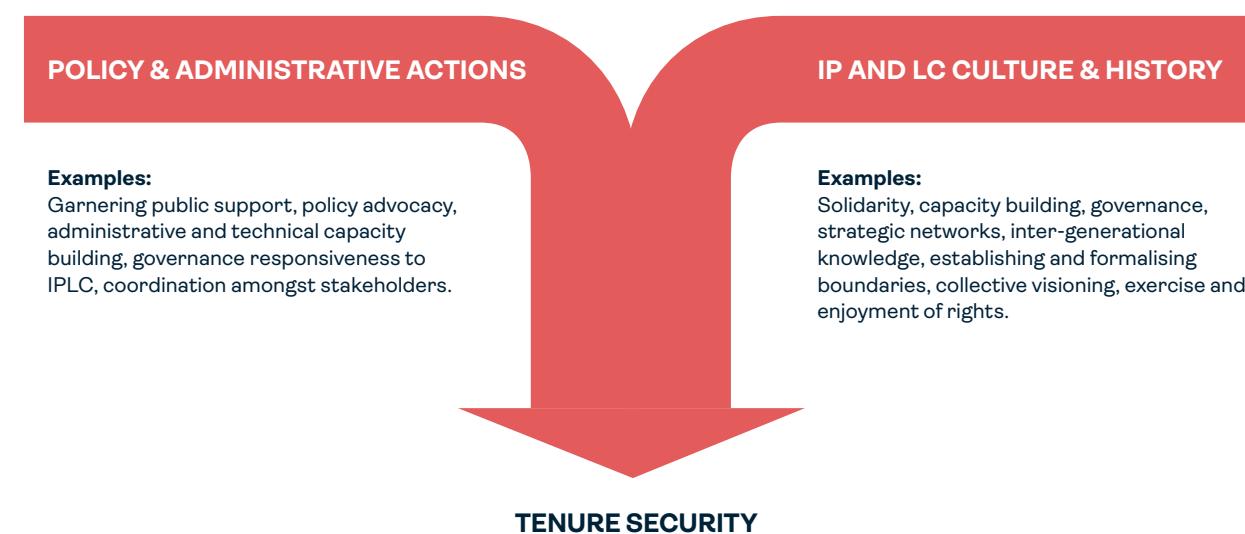 POLICY & ADMINISTRATIVE ACTIONS
Examples:
Garnering public support, policy advocacy,
administrative and technical capacity
building, governance responsiveness to
IPLC, coordination amongst stakeholders.
IP AND LC CULTURE & HISTORY
Examples:
Solidarity, capacity building, governance,
strategic networks, inter-generational
knowledge, establishing and formalising
boundaries, collective visioning, exercise and
enjoyment of rights.
TENURE SECURITY